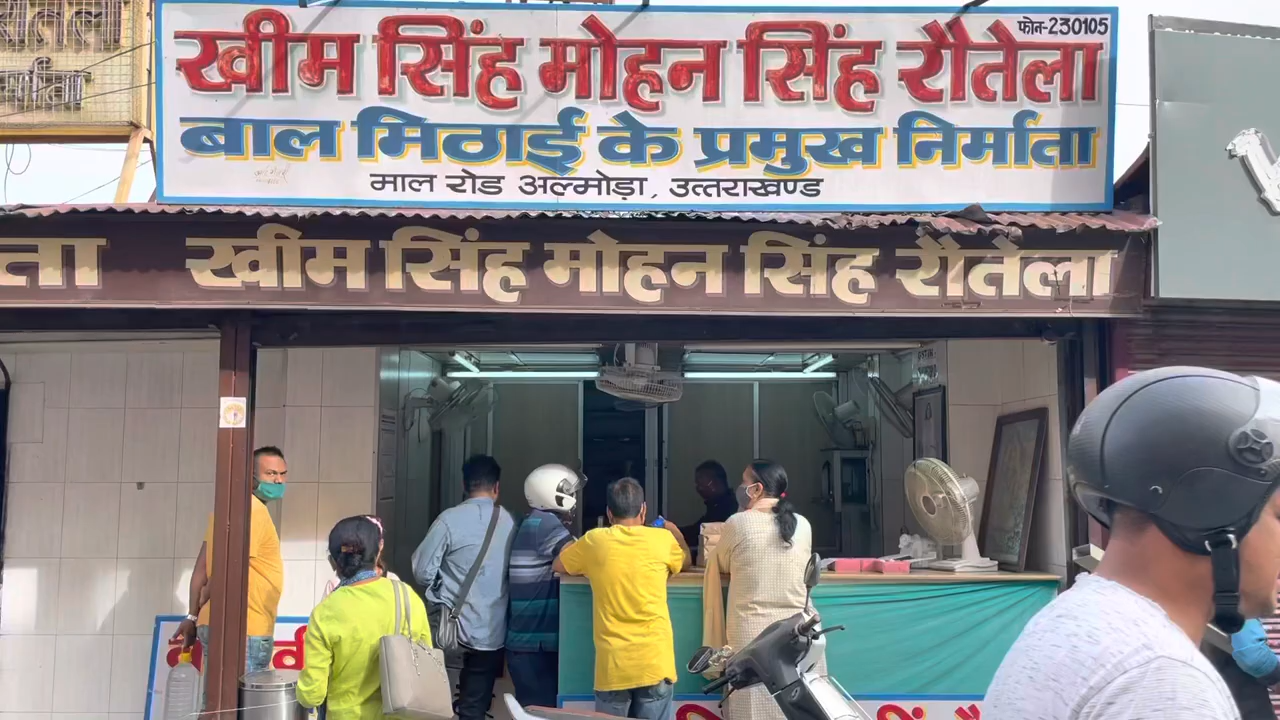 फोन-230105
खीम सिंह मोहन सिंह रौतेला
बाल मिठाई के प्रमुख निर्माता
माल रोड अल्मोड़ा, उत्तराखण्ड
ता खीम सिंह मोहन सिंह रौतेला